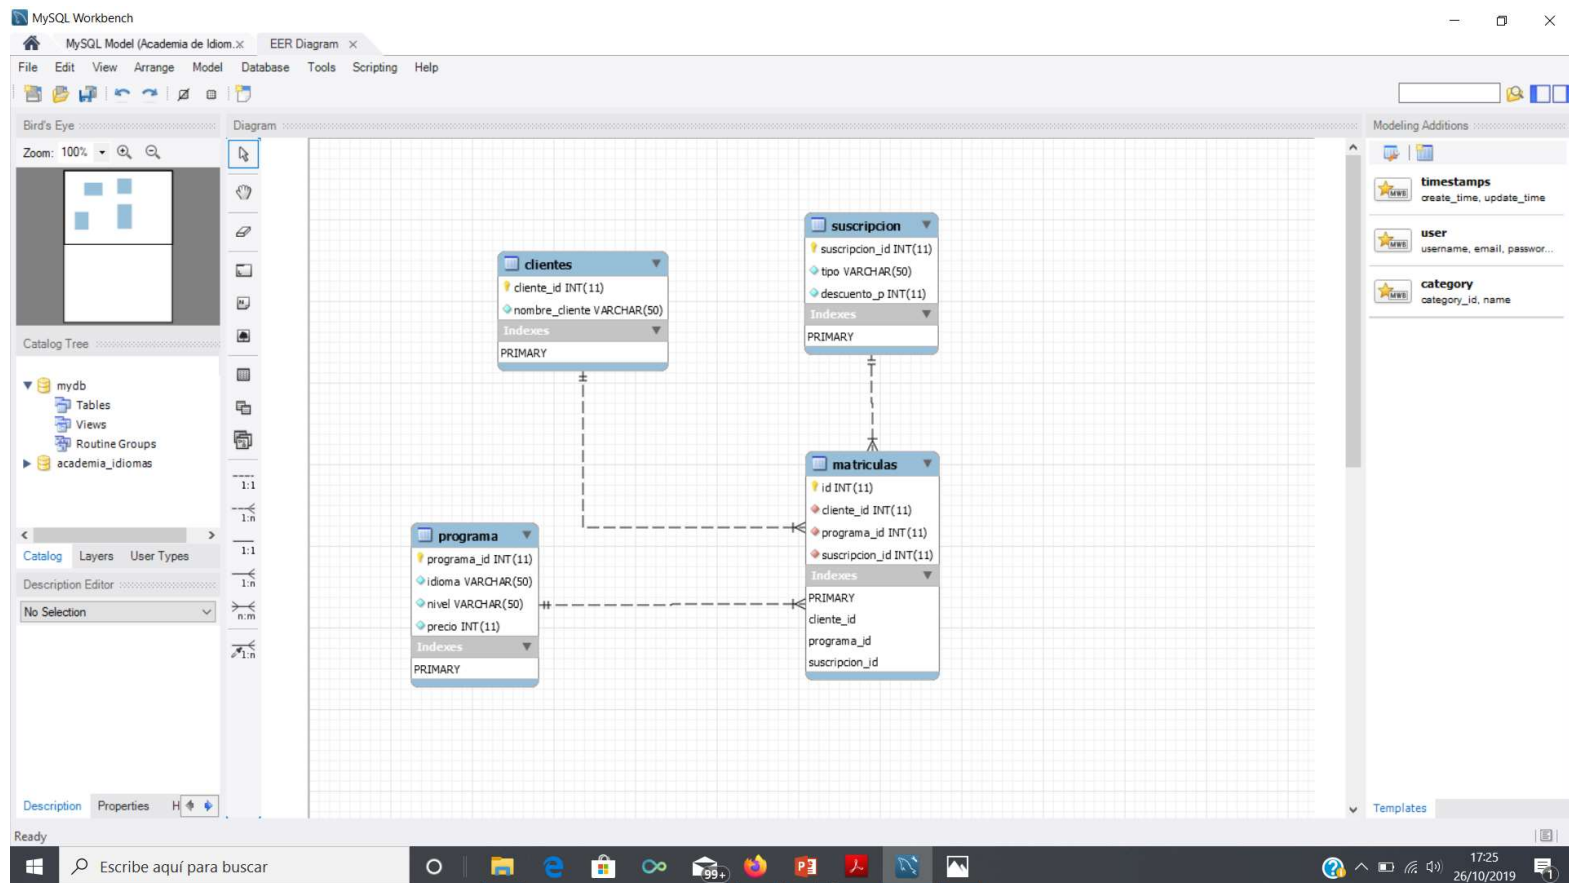 MySQL Workbench
MySQL Model (Academia de Idiom... EER Diagram
File Edit View Arrange Model Database Tools Scripting Help
Bird's Eye
Zoom: 100%
Catalog Tree
mydb
Tables
Views
Routine Groups
academia_idiomas
Catalog Layers User Types
Description Editor
No Selection
Description Properties H
Ready
Diagram
1:1
1:n
1:1
1:n
n:m
1:n
clientes
cliente_id INT(11)
nombre_cliente VARCHAR(50)
Indexes
PRIMARY
suscripcion
suscripcion_id INT(11)
tipo VARCHAR(50)
descuento_p INT(11)
Indexes
PRIMARY
programa
programa_id INT(11)
idioma VARCHAR(50)
nivel VARCHAR(50)
precio INT(11)
Indexes
PRIMARY
matriculas
id INT(11)
cliente_id INT(11)
programa_id INT(11)
suscripcion_id INT(11)
Indexes
PRIMARY
cliente_id
programa_id
suscripcion_id
Modeling Additions
timestamps
create_time, update_time
user
username, email, passwor...
category
category_id, name
Templates
Escribe aquí para buscar
99+
17:25
26/10/2019
1